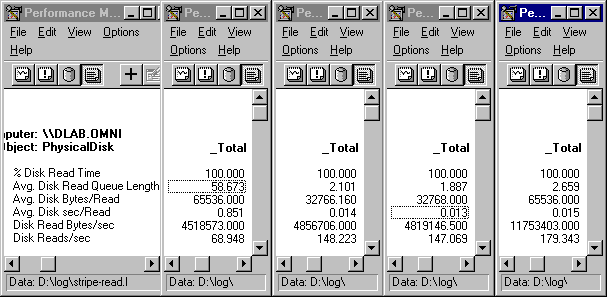 Performance M... Pe... Pe... Pe... Pe...
File Edit View Options File Edit View File Edit View File Edit View File Edit View
Help Options Help Options Help Options Help Options Help
nputer: \\DLAB.OMNI
Object: PhysicalDisk _Total _Total _Total _Total
% Disk Read Time 100.000 100.000 100.000 100.000
Avg. Disk Read Queue Length 58.673 2.101 1.887 2.659
Avg. Disk Bytes/Read 65536.000 32766.160 32768.000 65536.000
Avg. Disk sec/Read 0.851 0.014 0.013 0.015
Disk Read Bytes/sec 4518573.000 4856706.000 4819146.500 11753403.000
Disk Reads/sec 68.948 148.223 147.069 179.343
Data: D:\log\stripe-read.l Data: D:\log\ Data: D:\log\ Data: D:\log\ Data: D:\log\